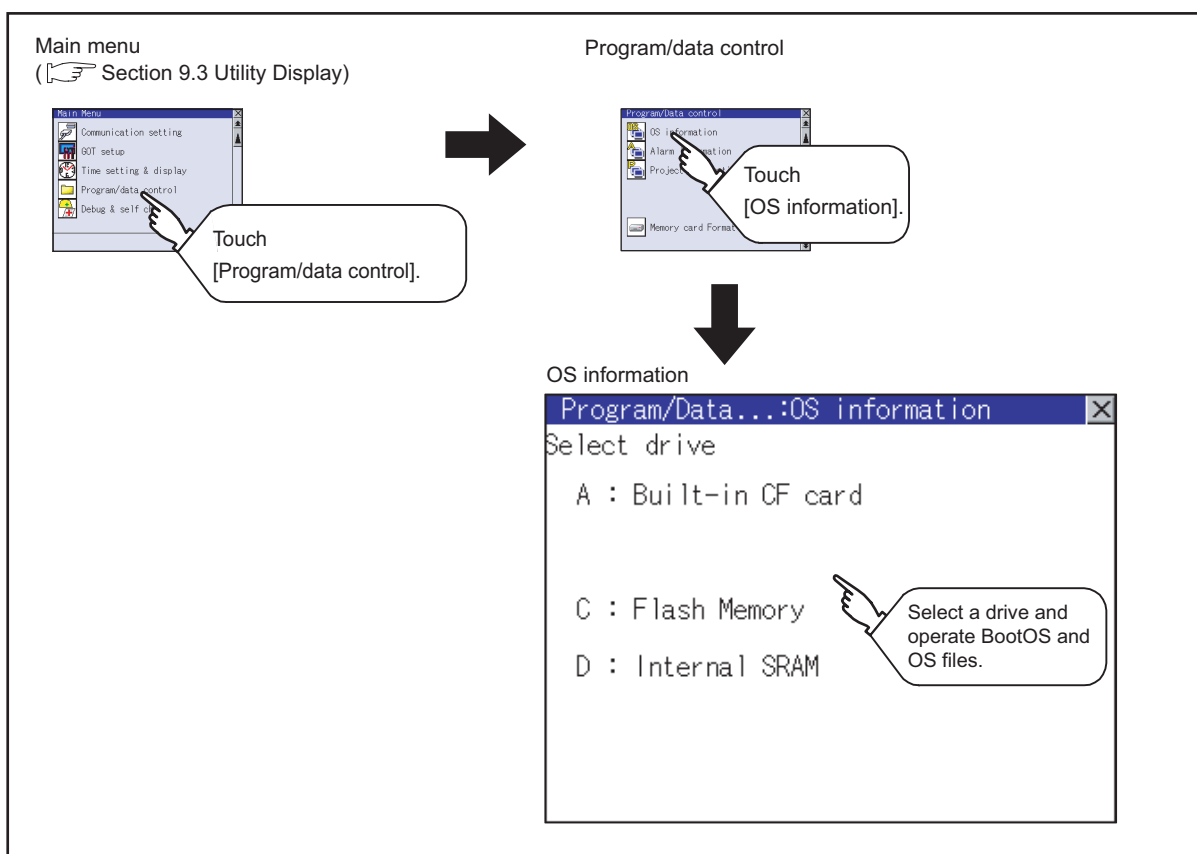 Main menu
( Section 9.3 Utility Display)
Program/data control
Main Menu
Communication setting
GOT setup
Time setting & display
Program/data control
Debug & self
Touch
[Program/data control].
Program/Data control
OS information
Alarm
Project
Memory card Format
Touch
[OS information].
OS information
Program/Data...:OS information
Select drive
A : Built-in CF card
C : Flash Memory
D : Internal SRAM
Select a drive and
operate BootOS and
OS files.